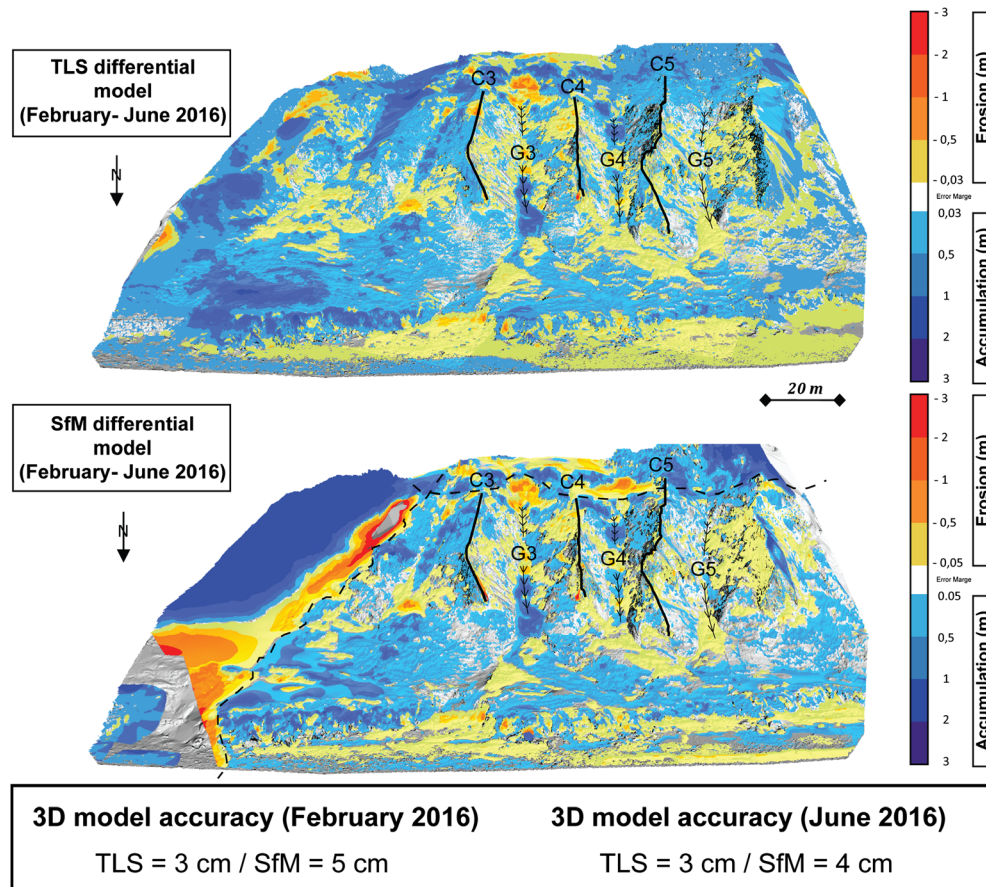 TLS differential
model
(February- June 2016)
N
C3
C4
C5
G3
G4
G5
- 3
- 2
- 1
- 0,5
- 0,03
Error Marge
0,03
0,5
1
2
3
Erosion (m)
Accumulation (m)
20 m
SfM differential
model
(February- June 2016)
N
C3
C4
C5
G3
G4
G5
- 3
- 2
- 1
- 0,5
- 0,05
Error Marge
0.05
0,5
1
2
3
Erosion (m)
Accumulation (m)
3D model accuracy (February 2016)
TLS = 3 cm / SfM = 5 cm
3D model accuracy (June 2016)
TLS = 3 cm / SfM = 4 cm